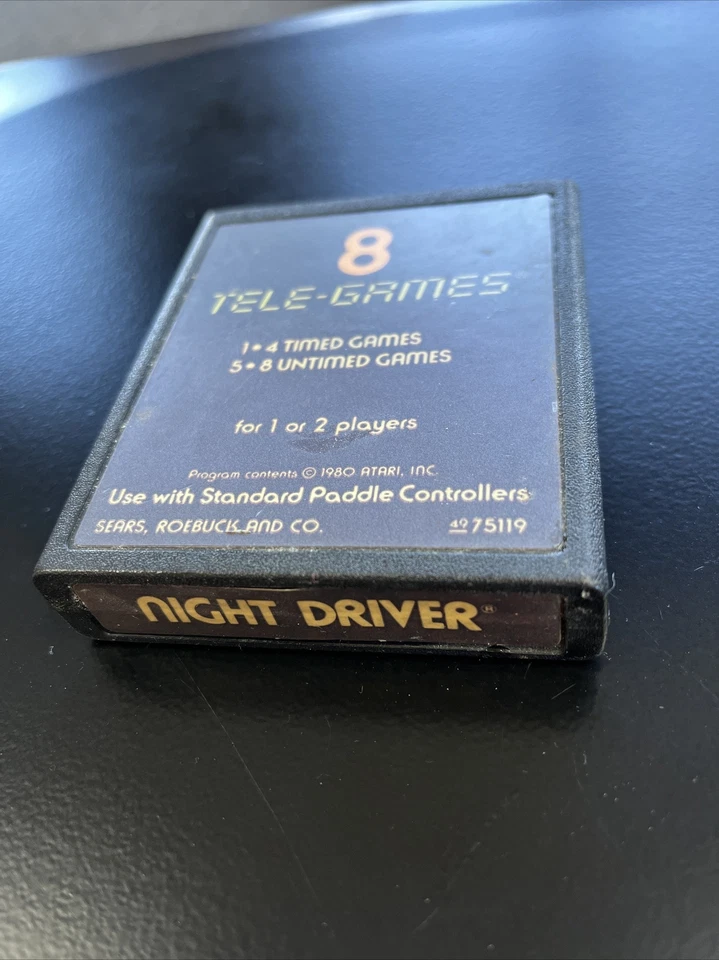 8
TELE-GAMES®
1•4 TIMED GAMES
5•8 UNTIMED GAMES
for 1 or 2 players
Program contents © 1980 ATARI, INC.
Use with Standard Paddle Controllers
SEARS, ROEBUCK AND CO. 49 75119
NIGHT DRIVER®